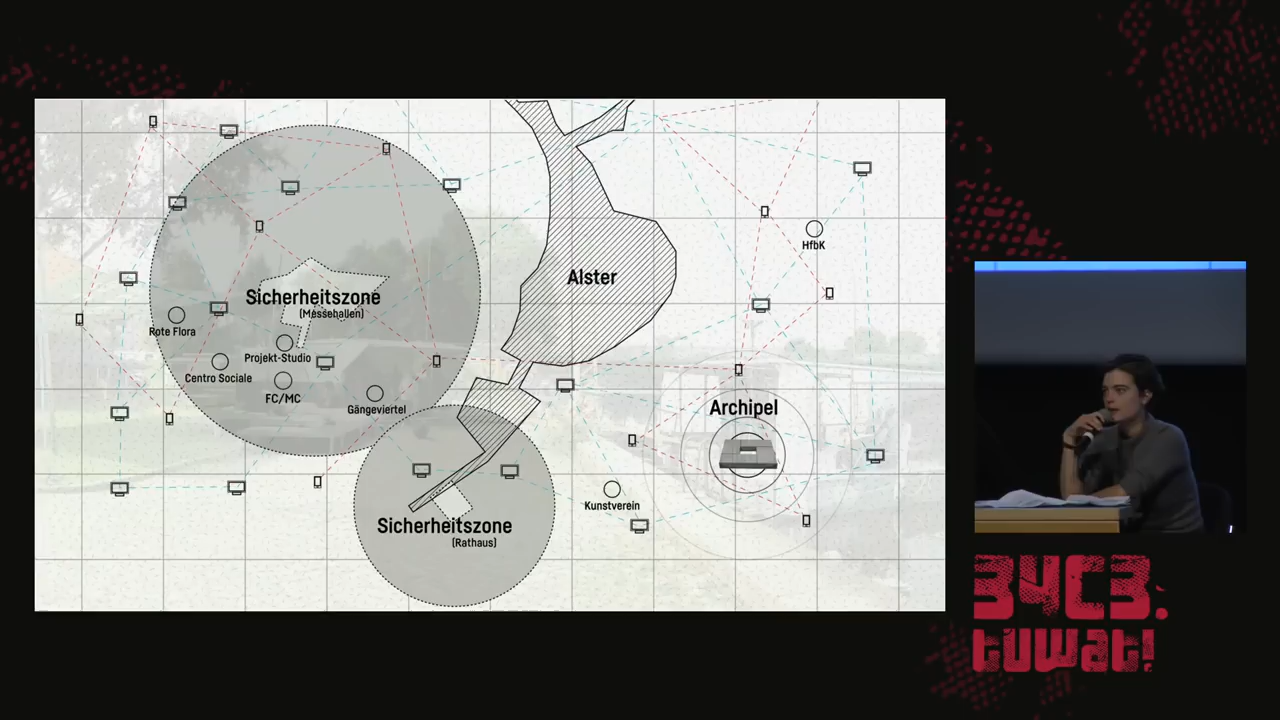 Alster
HfbK
Sicherheitszone
(Messehallen)
Rote Flora
Projekt-Studio
Centro Sociale
FC/MC
Gängeviertel
Archipel
Kunstverein
Sicherheitszone
(Rathaus)
34C3.
tuwat!